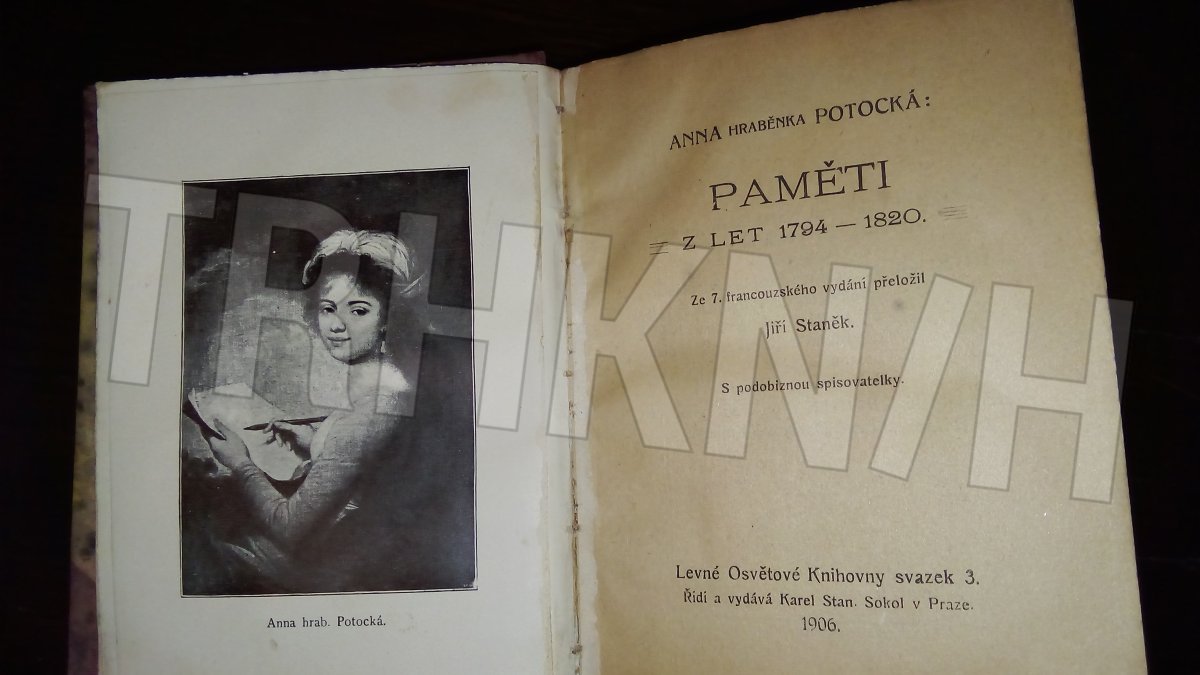 Anna hrab. Potocká.
ANNA HRABĚNKA POTOCKÁ:
PAMĚTI
Z LET 1794 — 1820.
Ze 7. francouzského vydání přeložil
Jiří Staněk.
S podobiznou spisovatelky.
Levné Osvětové Knihovny svazek 3.
Řídí a vydává Karel Stan. Sokol v Praze.
1906.
TRHKNIH